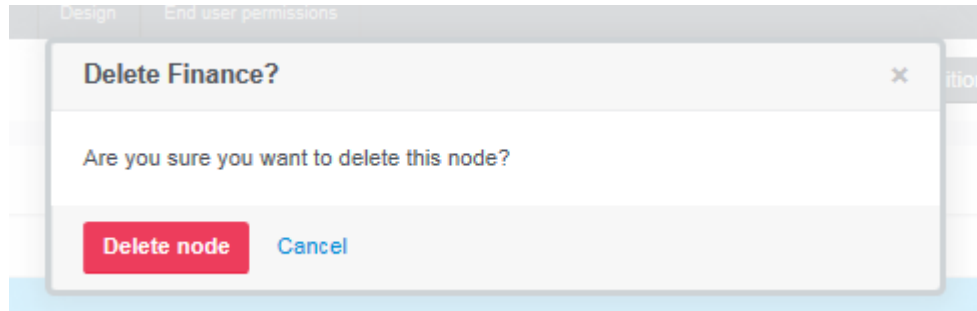 Design End user permissions
Delete Finance?
Are you sure you want to delete this node?
Delete node Cancel